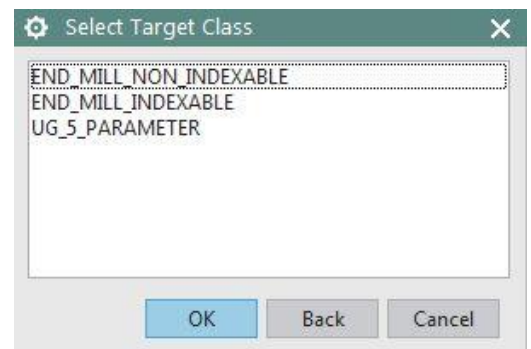 Select Target Class
END_MILL_NON_INDEXABLE
END_MILL_INDEXABLE
UG_5_PARAMETER
OK Back Cancel